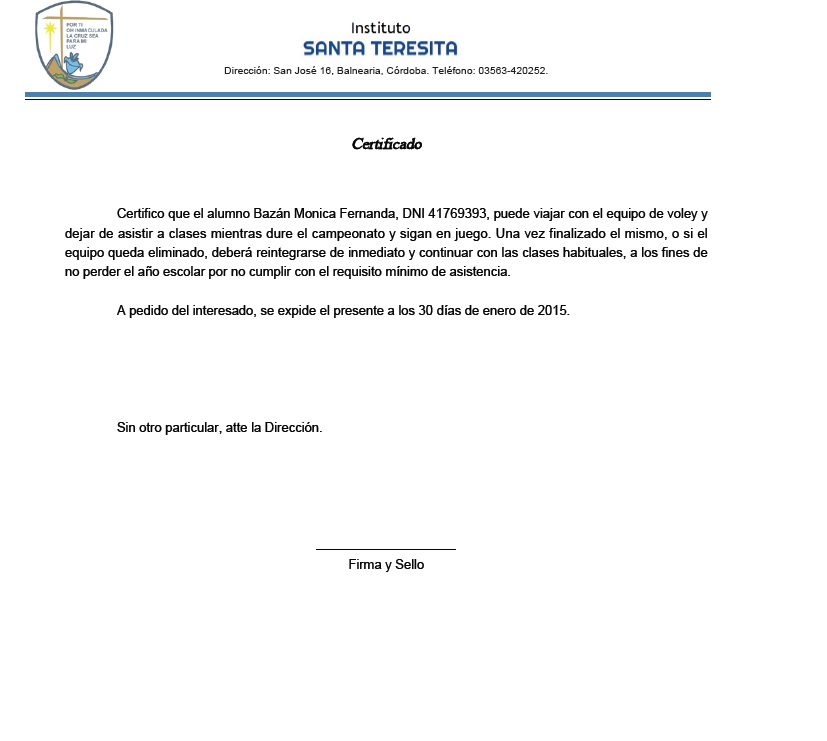 POR TI
OH INMACULADA
LA CRUZ SEA
PARA MI
LUZ
Instituto
SANTA TERESITA
Dirección: San José 16, Balnearia, Córdoba. Teléfono: 03563-420252.
Certificado
Certifico que el alumno Bazán Monica Fernanda, DNI 41769393, puede viajar con el equipo de voley y
dejar de asistir a clases mientras dure el campeonato y sigan en juego. Una vez finalizado el mismo, o si el
equipo queda eliminado, deberá reintegrarse de inmediato y continuar con las clases habituales, a los fines de
no perder el año escolar por no cumplir con el requisito mínimo de asistencia.
A pedido del interesado, se expide el presente a los 30 días de enero de 2015.
Sin otro particular, atte la Dirección.
Firma y Sello